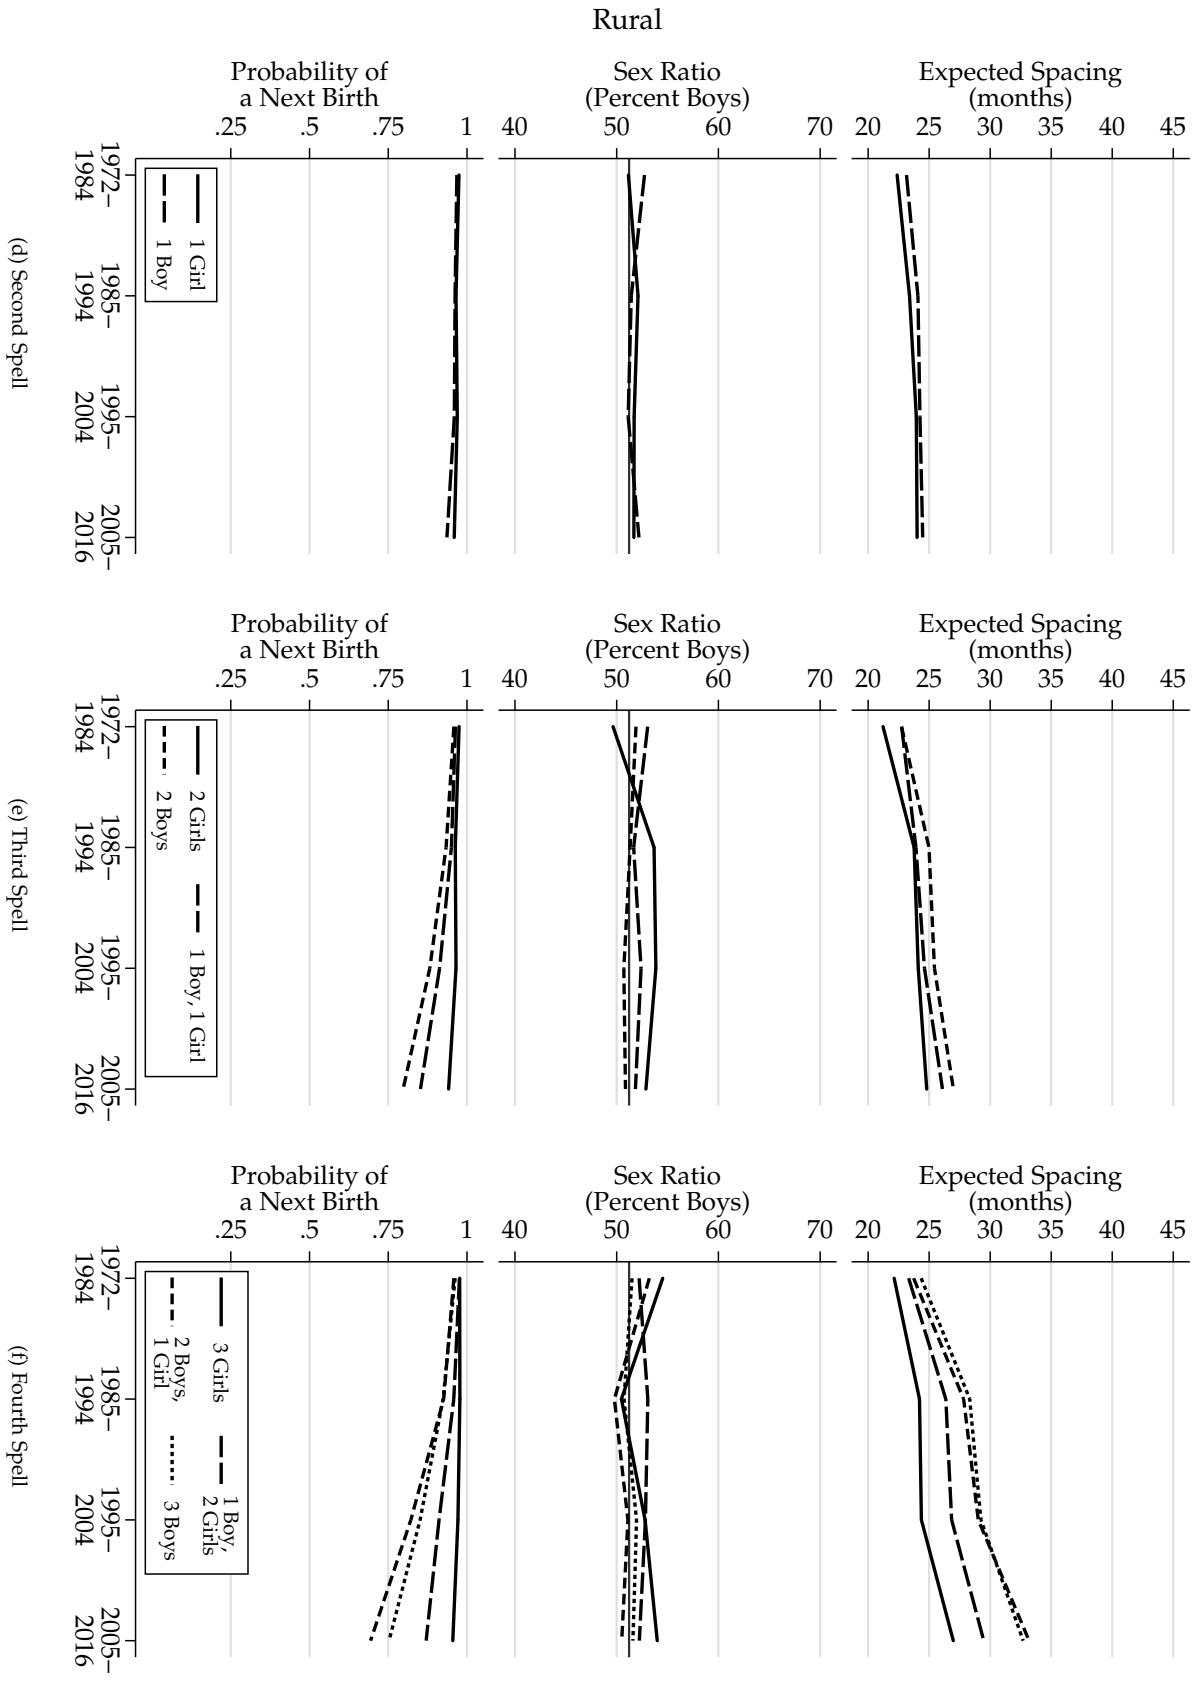 Rural
Expected Spacing
(months)
20 25 30 35 40 45
Sex Ratio
(Percent Boys)
40 50 60 70
Probability of
a Next Birth
.25 .5 .75 1
1972–
1984
1985–
1994
1995–
2004
2005–
2016
1 Girl
1 Boy
(d) Second Spell
Expected Spacing
(months)
20 25 30 35 40 45
Sex Ratio
(Percent Boys)
40 50 60 70
Probability of
a Next Birth
.25 .5 .75 1
1972–
1984
1985–
1994
1995–
2004
2005–
2016
2 Girls
1 Boy, 1 Girl
2 Boys
(e) Third Spell
Expected Spacing
(months)
20 25 30 35 40 45
Sex Ratio
(Percent Boys)
40 50 60 70
Probability of
a Next Birth
.25 .5 .75 1
1972–
1984
1985–
1994
1995–
2004
2005–
2016
3 Girls
1 Boy,
2 Girls
2 Boys,
1 Girl
3 Boys
(f) Fourth Spell